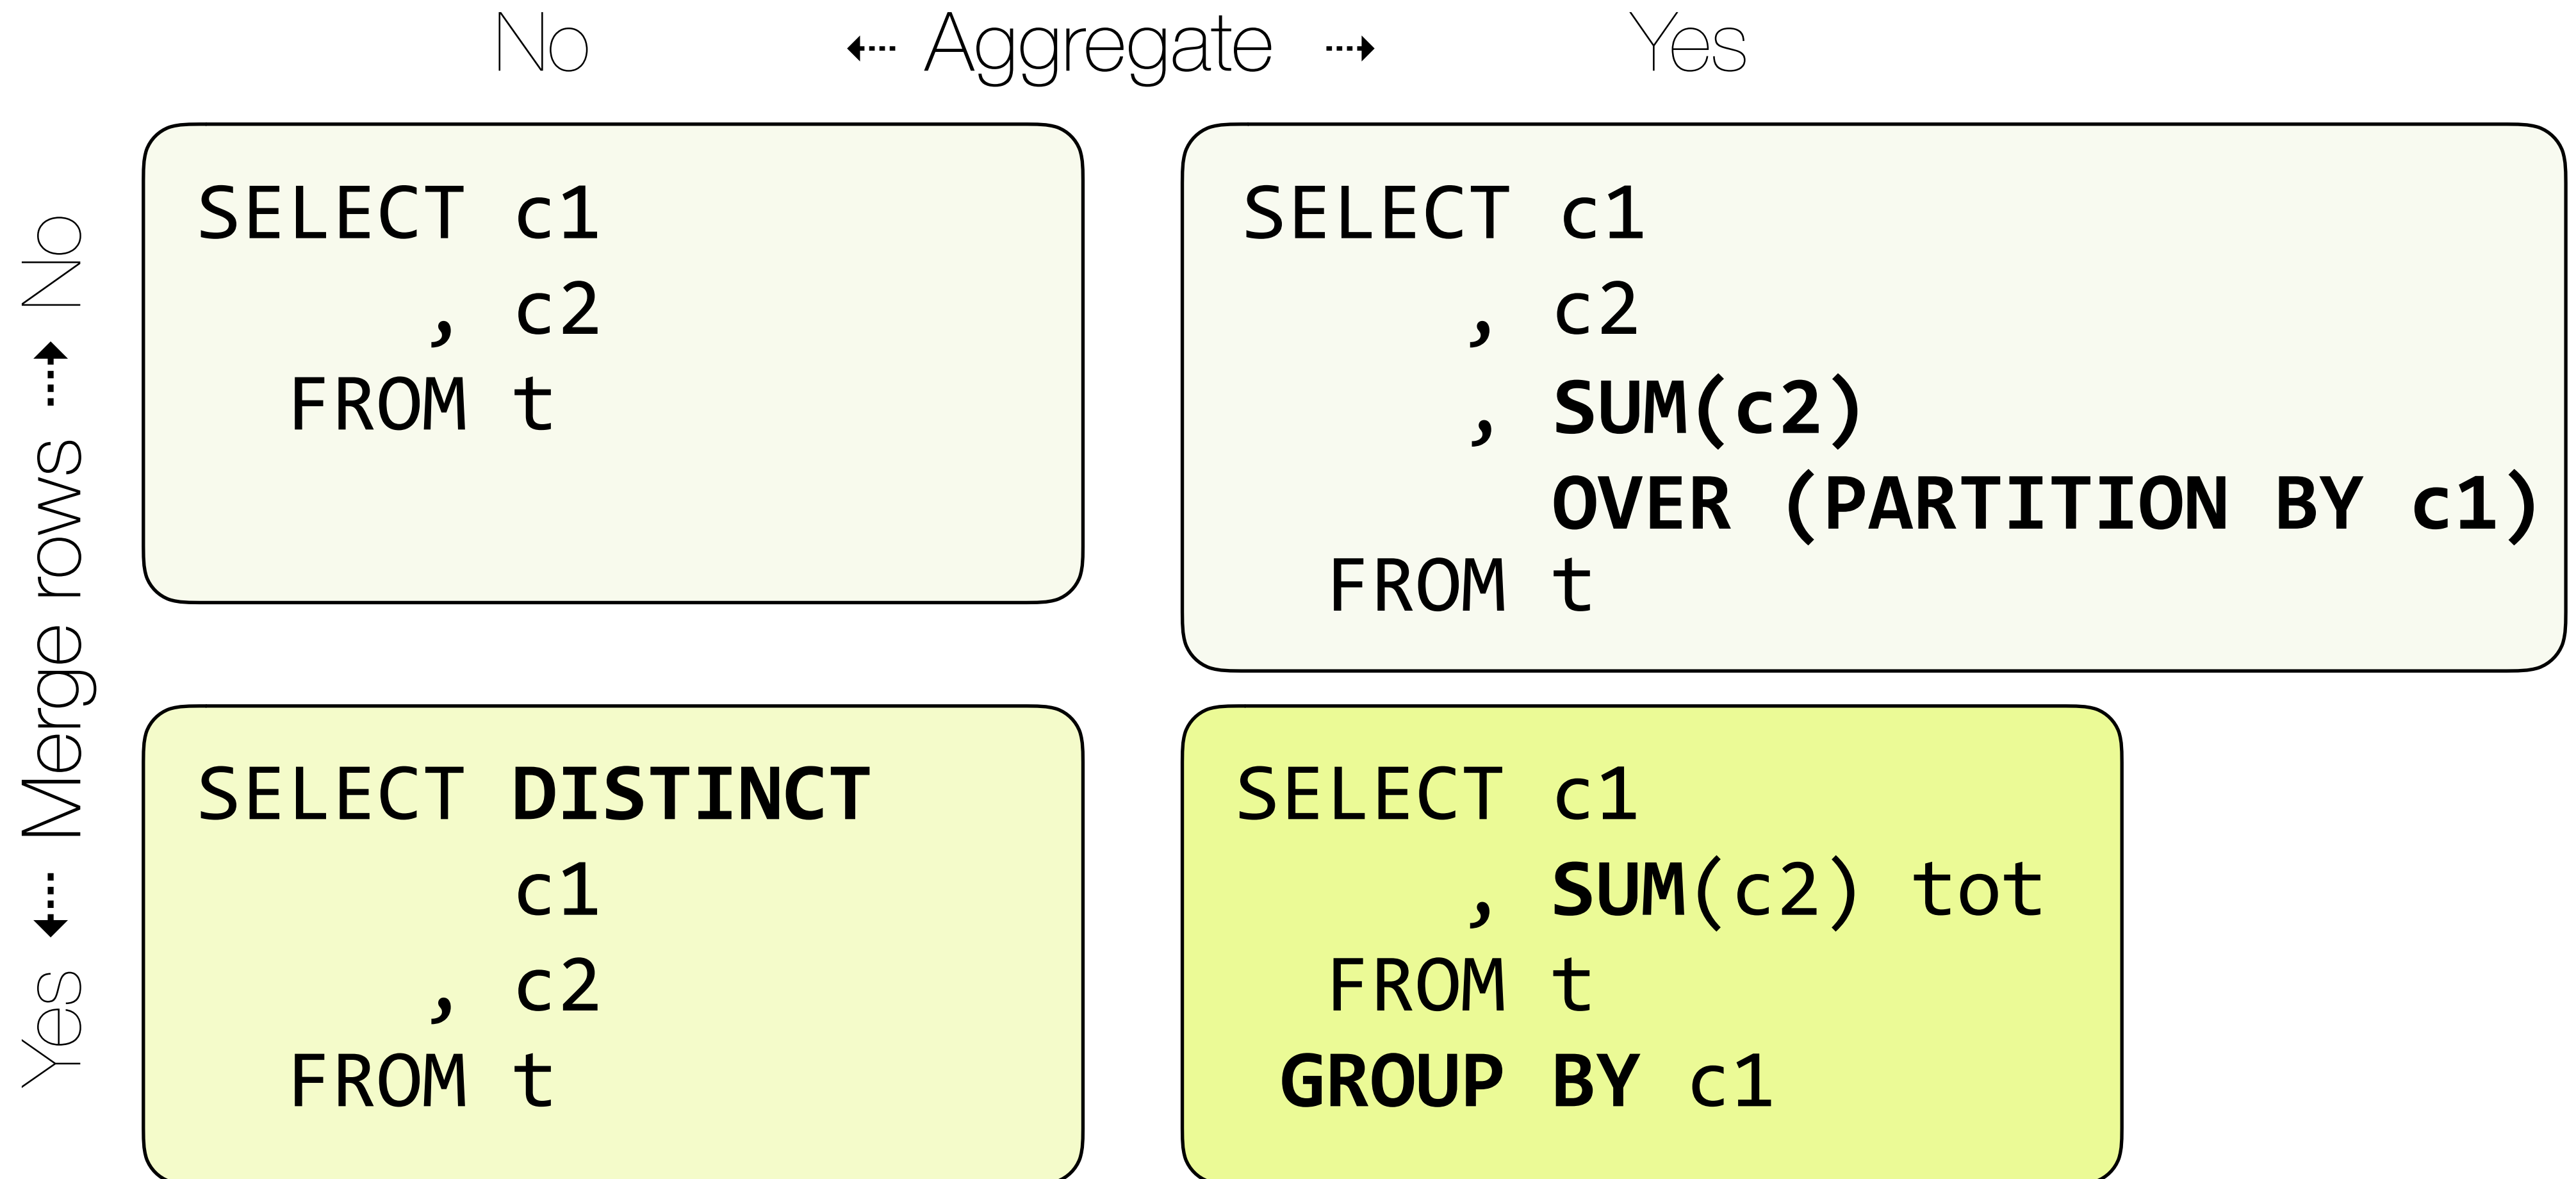 No ⇠ Aggregate ⇢ Yes
Yes ⇠ Merge rows ⇢ No
SELECT c1
, c2
FROM t
SELECT c1
, c2
, SUM(c2)
OVER (PARTITION BY c1)
FROM t
SELECT DISTINCT
c1
, c2
FROM t
SELECT c1
, SUM(c2) tot
FROM t
GROUP BY c1